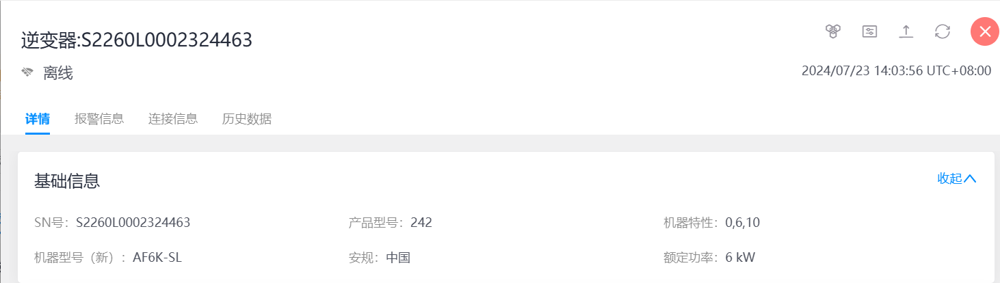 逆变器:S2260L0002324463
离线
2024/07/23 14:03:56 UTC+08:00
详情 报警信息 连接信息 历史数据
基础信息 收起
SN号: S2260L0002324463 产品型号: 242 机器特性: 0,6,10
机器型号（新）: AF6K-SL 安规: 中国 额定功率: 6 kW